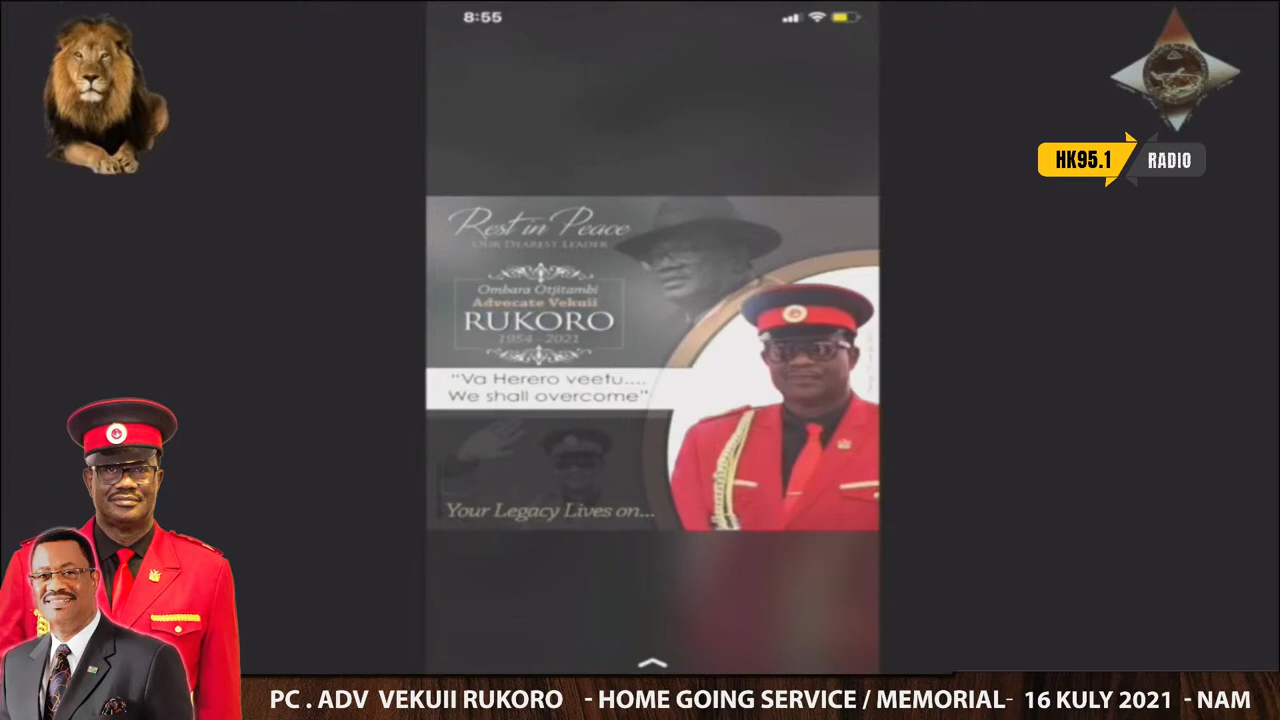 8:55
HK95.1 RADIO
Rest in Peace
OUR DEAREST LEADER
Ombara Otjitambi
Advocate Vekuii
RUKORO
1954 - 2021
“Va Herero veetu....
We shall overcome”
Your Legacy Lives on...
PC . ADV VEKUII RUKORO - HOME GOING SERVICE / MEMORIAL- 16 KULY 2021 - NAM